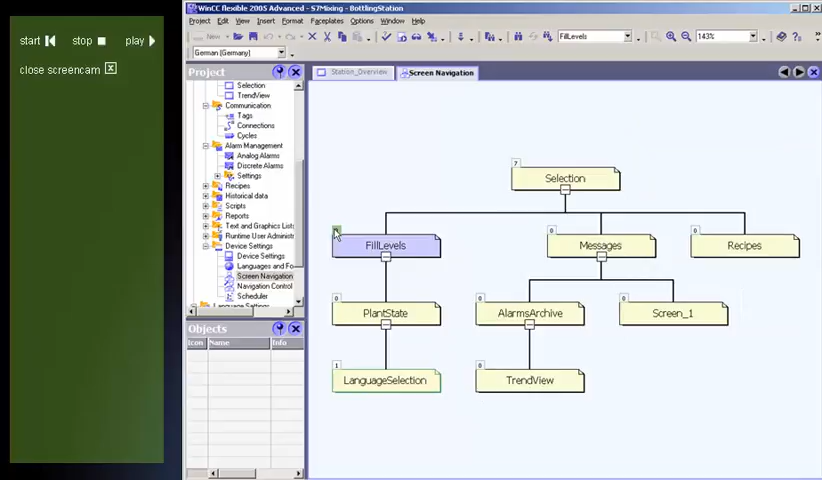 start stop play
close screencam
WinCC flexible 2005 Advanced - S7Mixing - BottlingStation
Project Edit View Insert Format Faceplates Options Window Help
New
FillLevels
143%
German (Germany)
Project
Station_Overview
Screen Navigation
Selection
TrendView
Communication
Tags
Connections
Cycles
Alarm Management
Analog Alarms
Discrete Alarms
Settings
Recipes
Historical data
Scripts
Reports
Text and Graphics Lists
Runtime User Administ
Device Settings
Device Settings
Languages and Fo
Screen Navigation
Navigation Control
Scheduler
Language Settings
Objects
Icon Name Info
7
Selection
0 0
FillLevels Messages Recipes
0 0 0
PlantState AlarmsArchive Screen_1
1 0
LanguageSelection TrendView